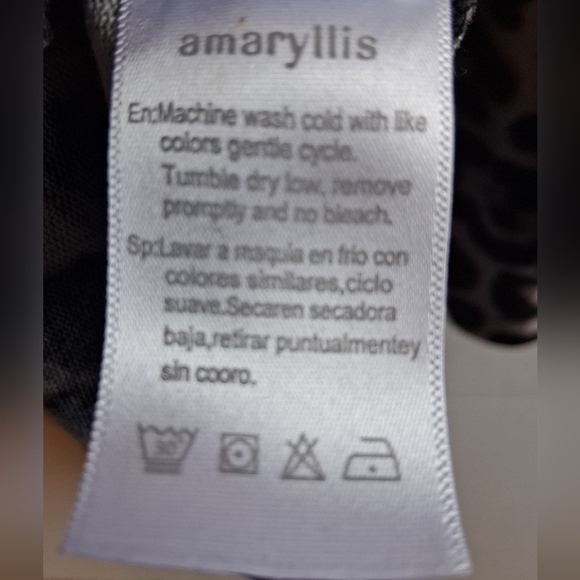 amaryllis
En:Machine wash cold with like
colors gentle cycle.
Tumble dry low, remove
promptly and no bleach.
Sp:Lavar a maquia en frio con
colores similares,ciclo
suave.Secaren secadora
baja,retirar puntualmentey
sin cooro.
30°